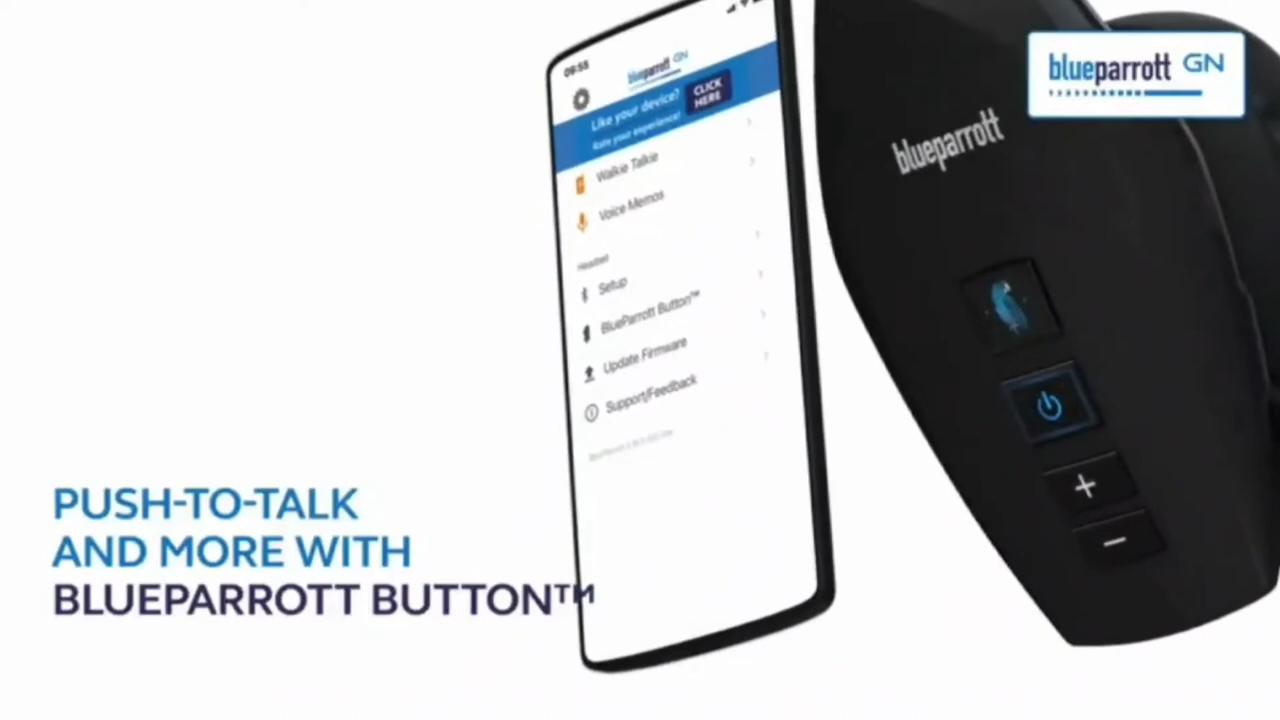 09:55
blueparrott GN
Like your device?
Rate your experience!
CLICK
HERE
Walkie Talkie
Voice Memos
Headset
Setup
BlueParrott Button™
Update Firmware
Support/Feedback
blueparrott
blueparrott GN
PUSH-TO-TALK
AND MORE WITH
BLUEPARROTT BUTTON™